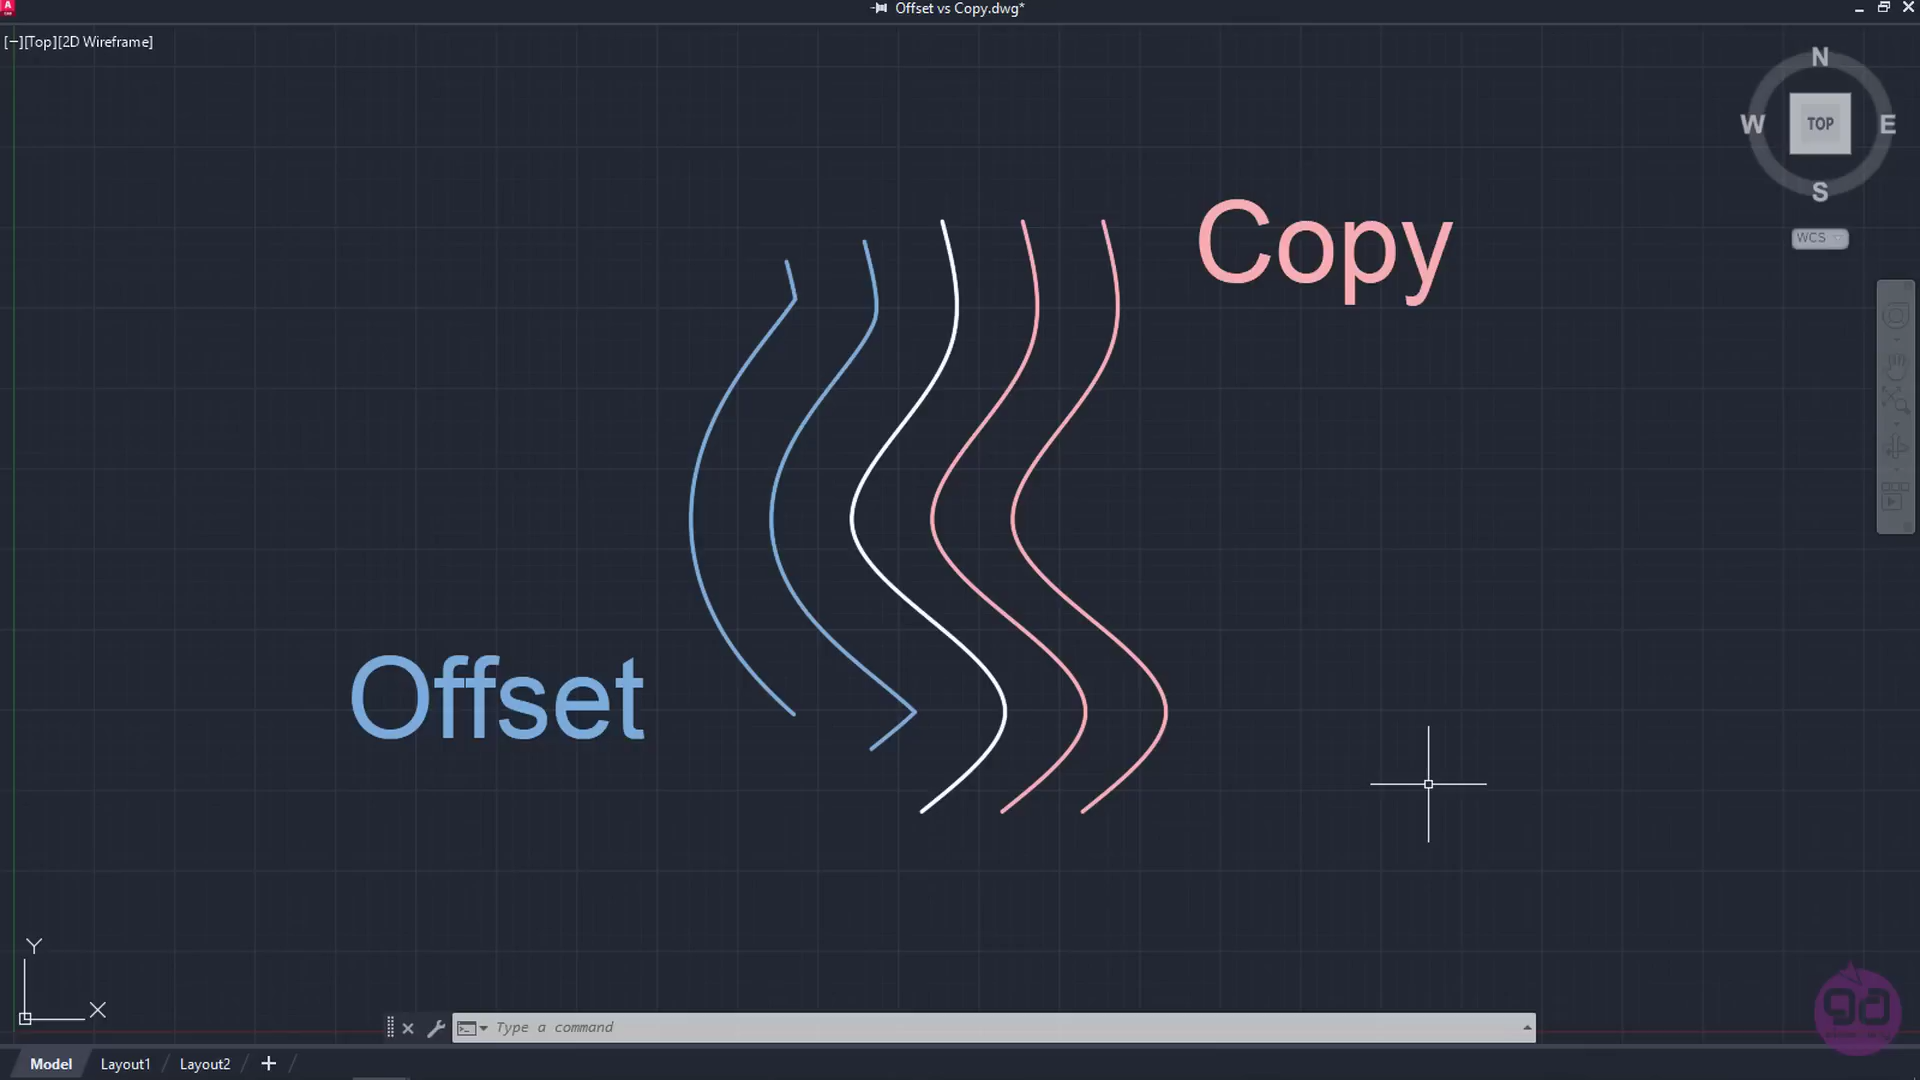 Offset vs Copy.dwg*
[−][Top][2D Wireframe]
N
W TOP E
S
WCS
Copy
Offset
Y
X
Type a command
Model Layout1 Layout2 +